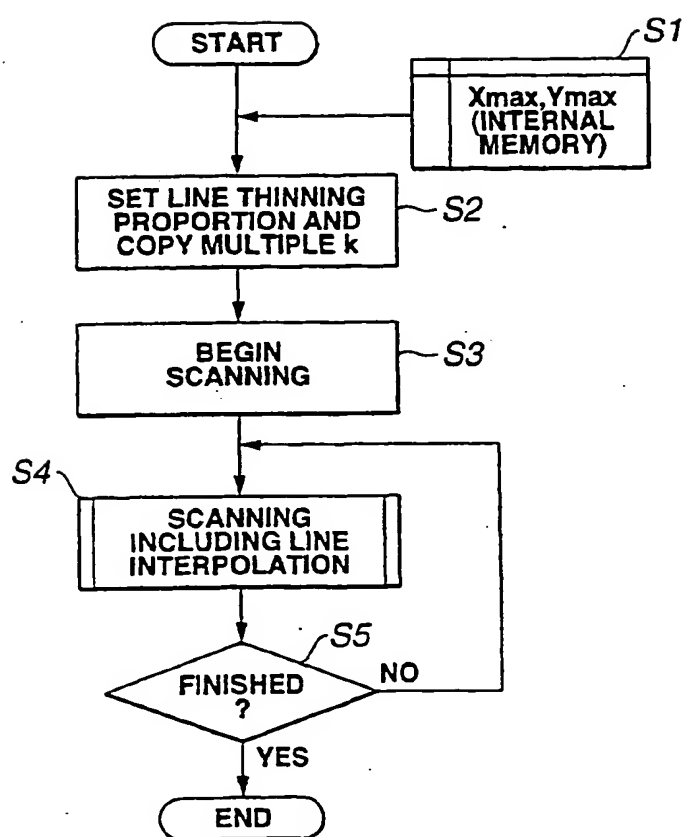 START
S1
Xmax,Ymax
(INTERNAL
MEMORY)
SET LINE THINNING
PROPORTION AND
COPY MULTIPLE k
S2
BEGIN
SCANNING
S3
S4
SCANNING
INCLUDING LINE
INTERPOLATION
S5
FINISHED
?
NO
YES
END